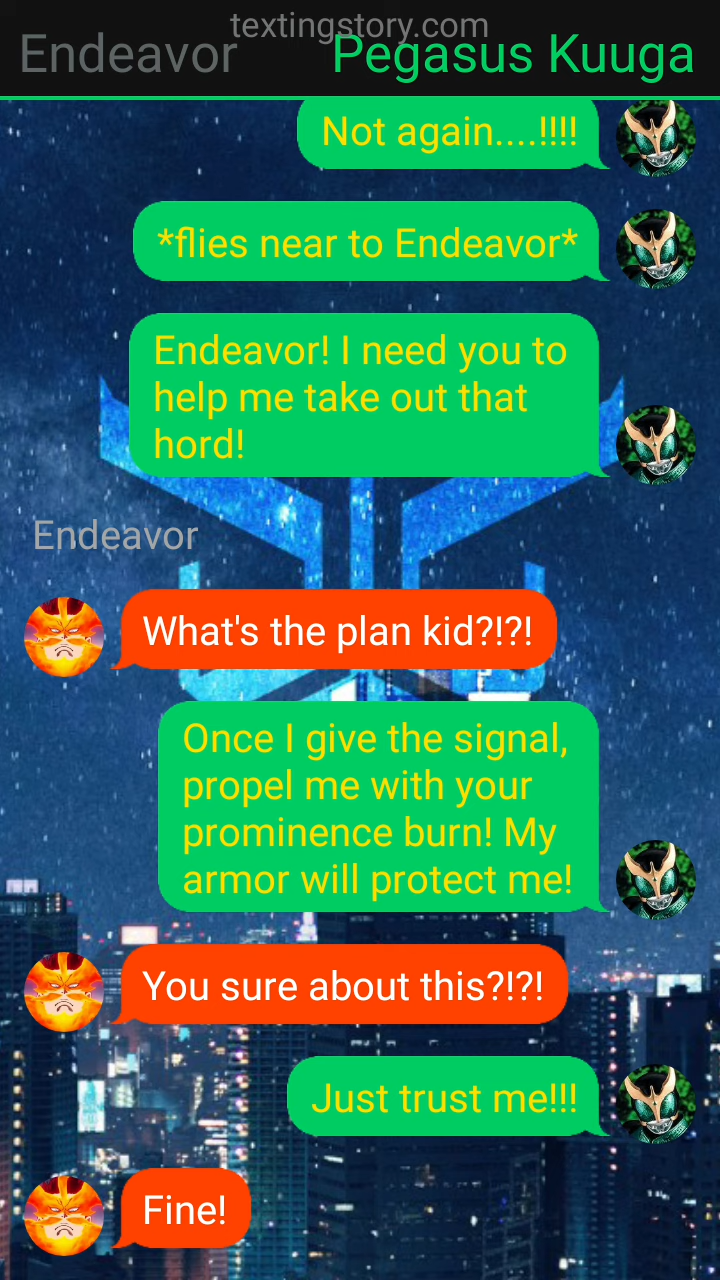 textingstory.com
Endeavor
Pegasus Kuuga
Not again....!!!!
*flies near to Endeavor*
Endeavor! I need you to
help me take out that
hord!
Endeavor
What's the plan kid?!?!
Once I give the signal,
propel me with your
prominence burn! My
armor will protect me!
You sure about this?!?!
Just trust me!!!
Fine!